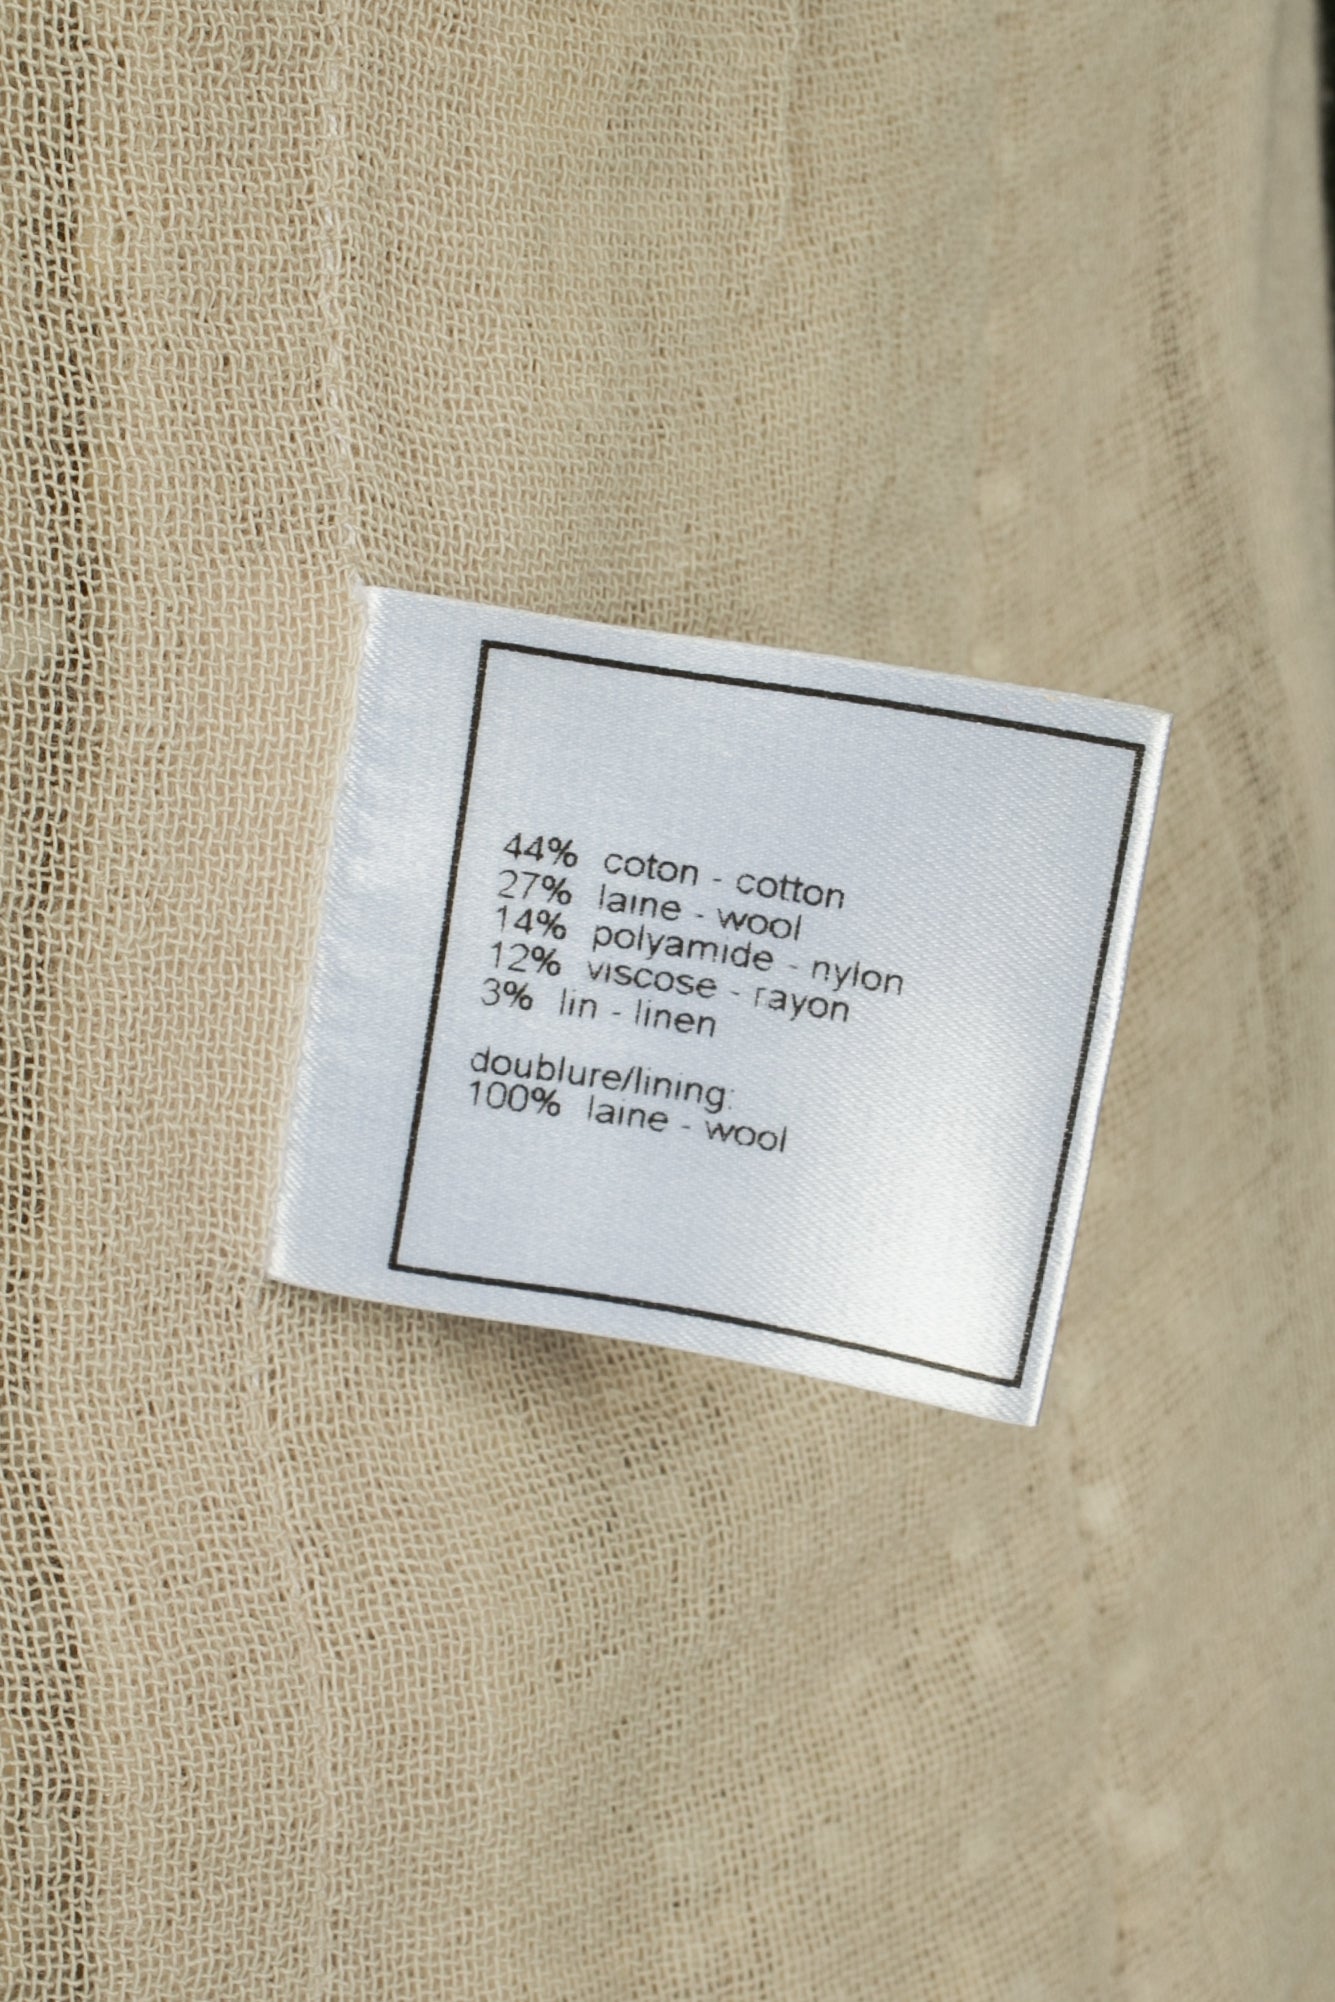 44% coton - cotton
27% laine - wool
14% polyamide - nylon
12% viscose - rayon
3% lin - linen
doublure/lining:
100% laine - wool